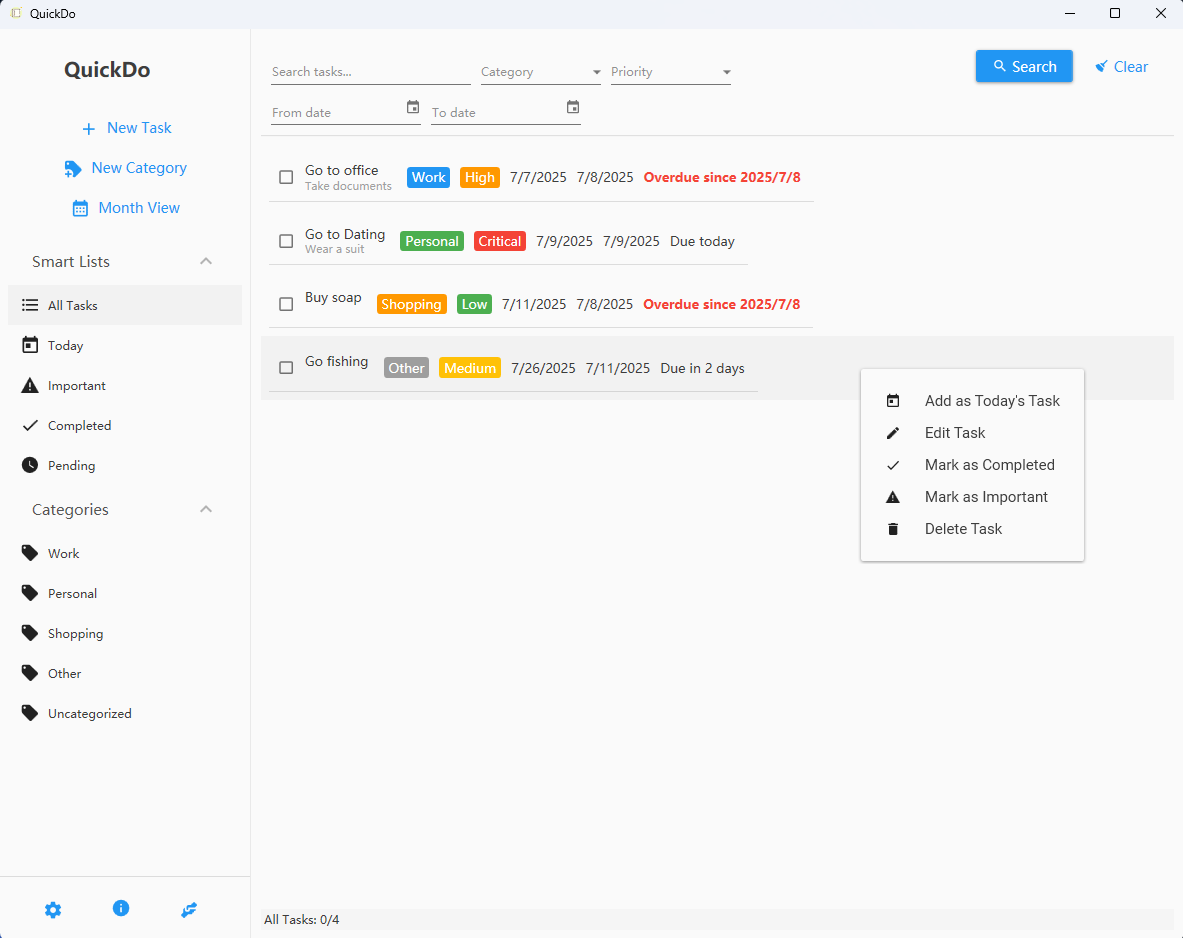 QuickDo
QuickDo
New Task
New Category
Month View
Smart Lists
All Tasks
Today
Important
Completed
Pending
Categories
Work
Personal
Shopping
Other
Uncategorized
Search tasks... Category Priority Search Clear
From date To date
Go to office Work High 7/7/2025 7/8/2025 Overdue since 2025/7/8
Take documents
Go to Dating Personal Critical 7/9/2025 7/9/2025 Due today
Wear a suit
Buy soap Shopping Low 7/11/2025 7/8/2025 Overdue since 2025/7/8
Go fishing Other Medium 7/26/2025 7/11/2025 Due in 2 days
Add as Today's Task
Edit Task
Mark as Completed
Mark as Important
Delete Task
All Tasks: 0/4